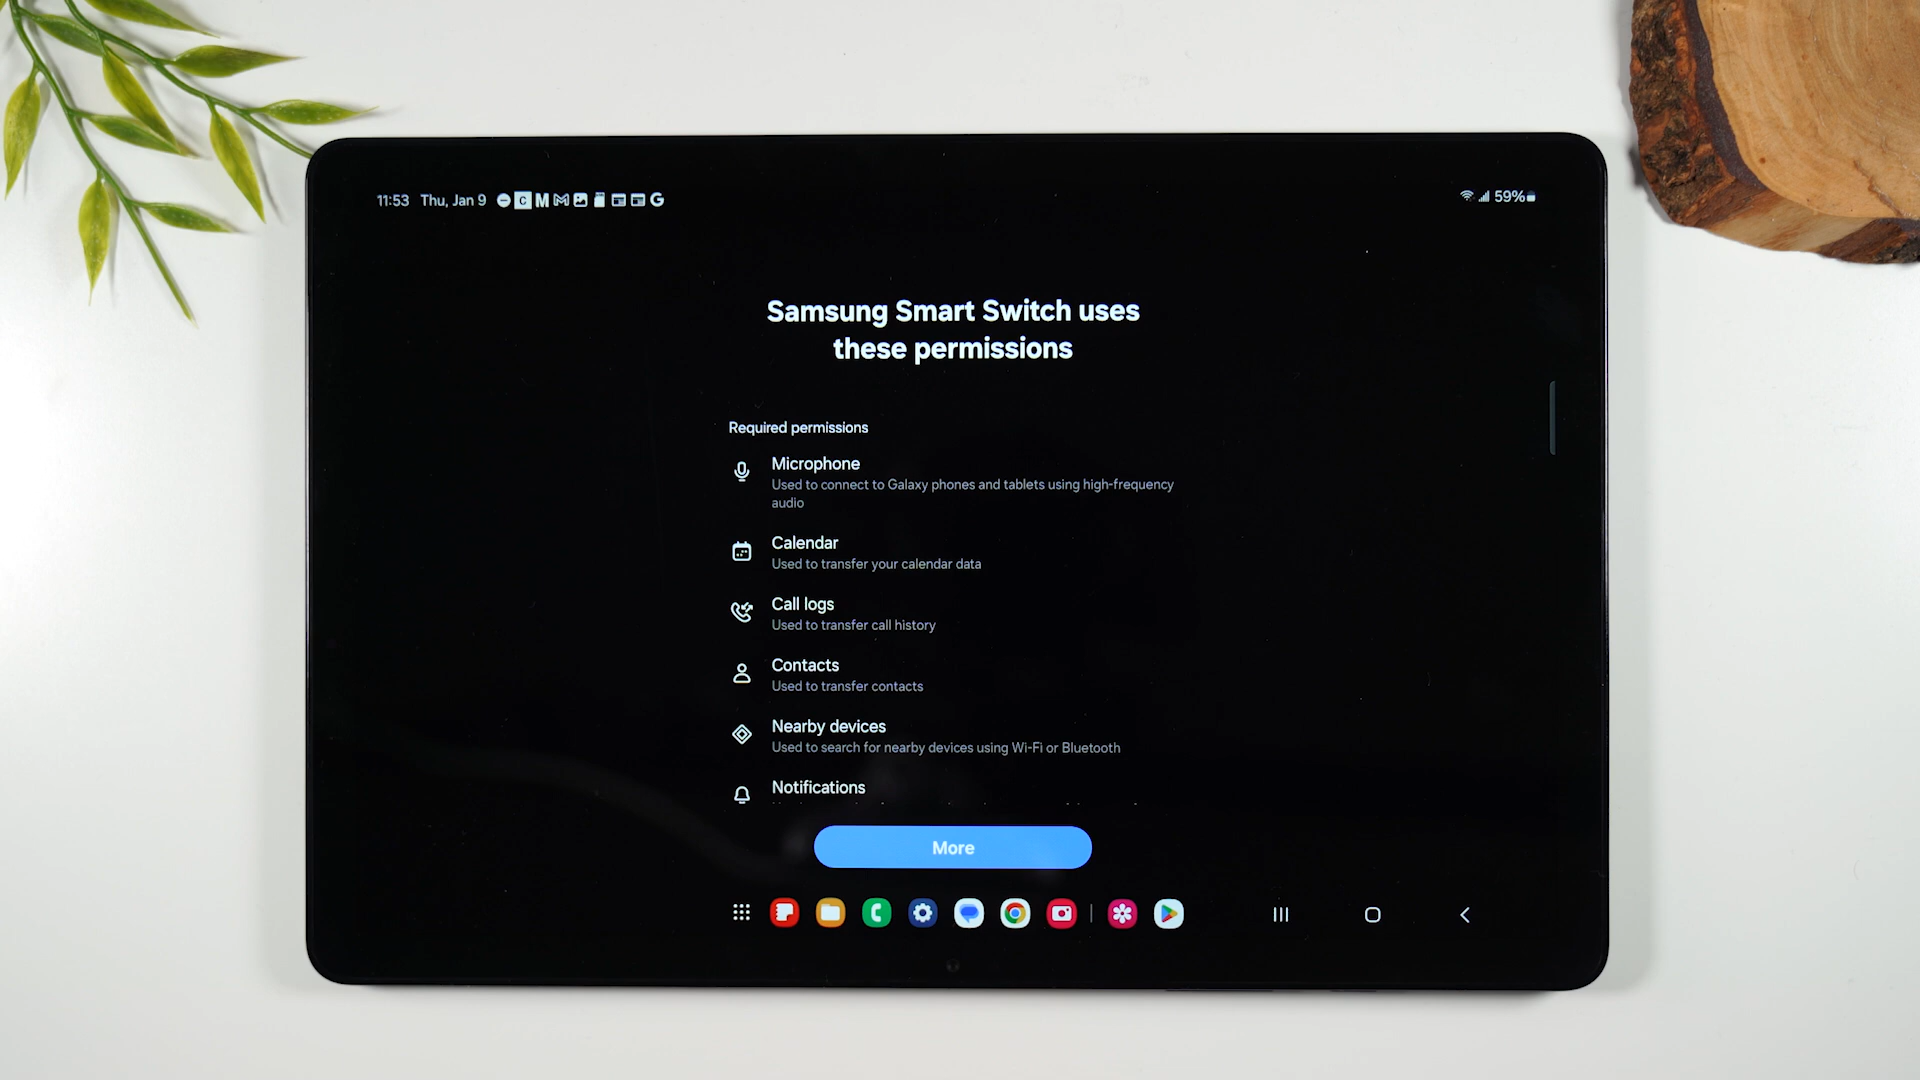 11:53 Thu, Jan 9 C M M G 59%
Samsung Smart Switch uses
these permissions
Required permissions
Microphone
Used to connect to Galaxy phones and tablets using high-frequency
audio
Calendar
Used to transfer your calendar data
Call logs
Used to transfer call history
Contacts
Used to transfer contacts
Nearby devices
Used to search for nearby devices using Wi-Fi or Bluetooth
Notifications
More